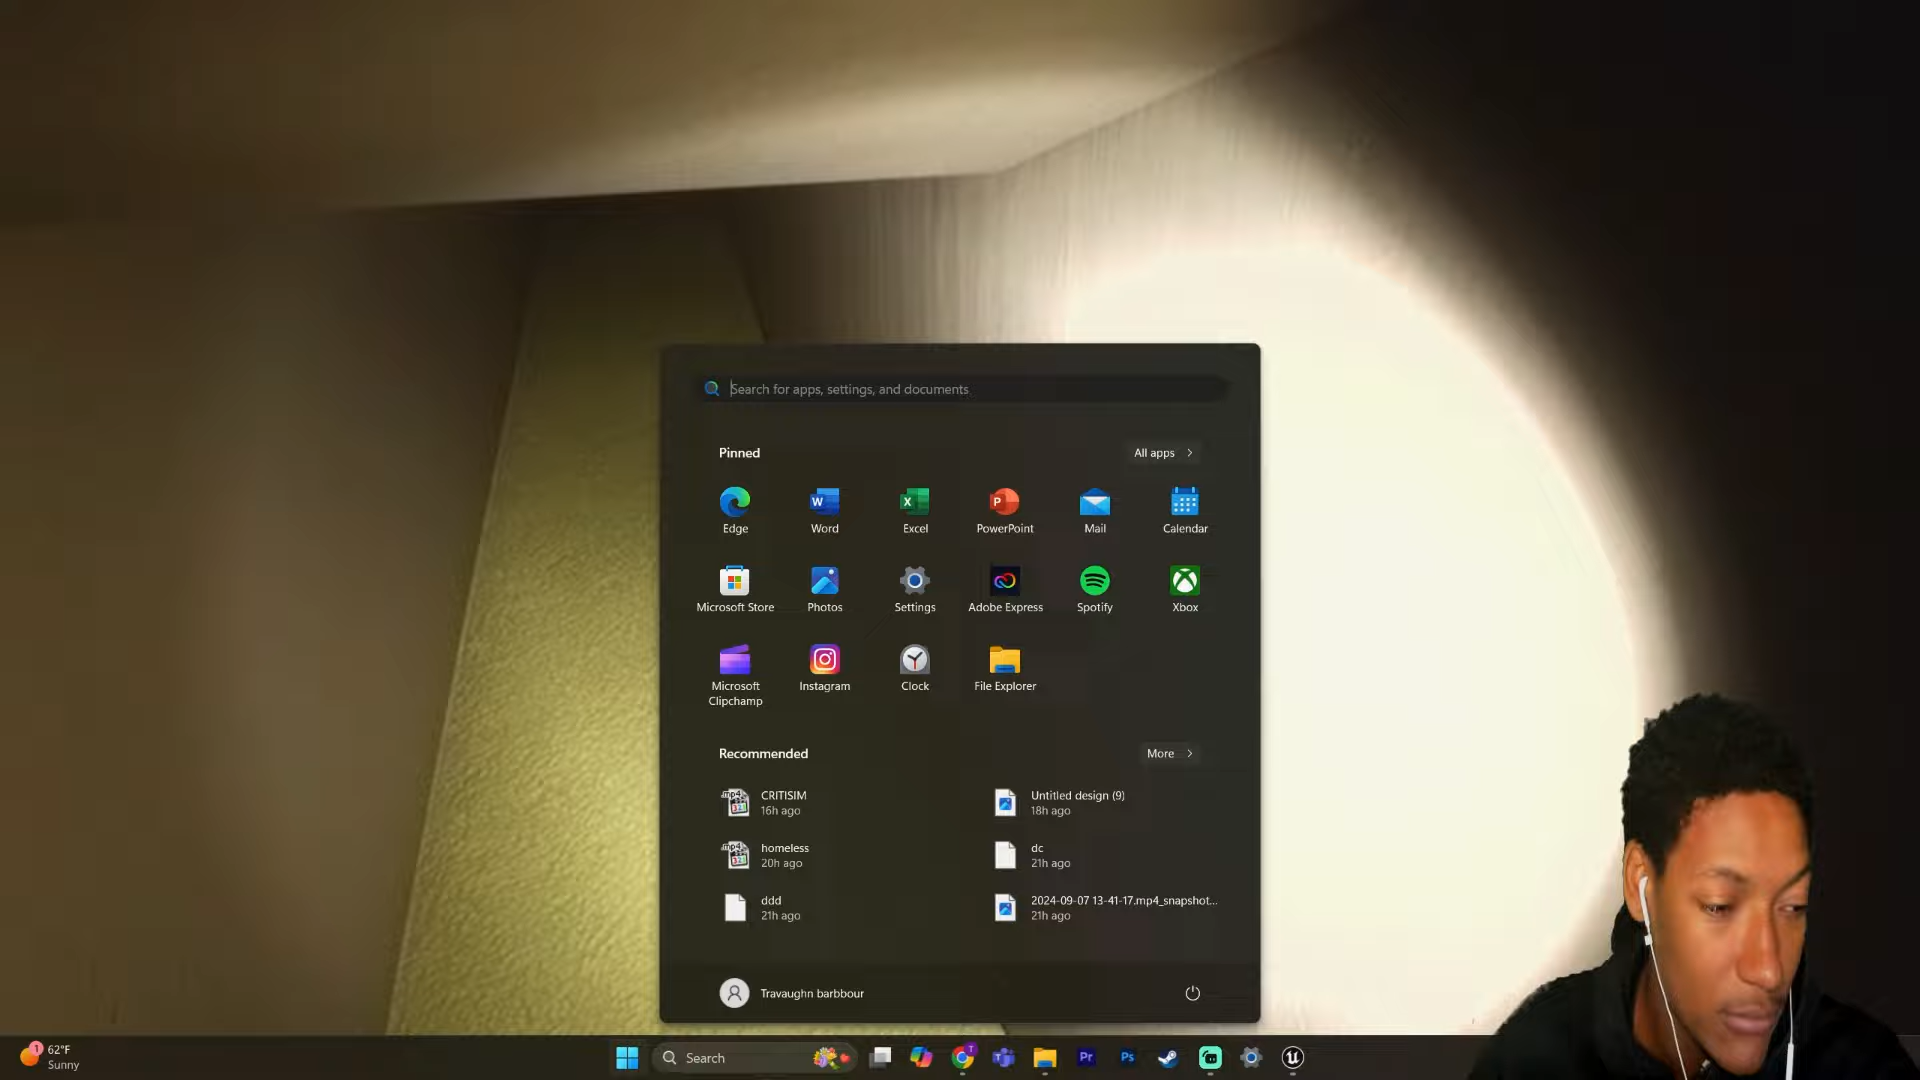 Search for apps, settings, and documents
Pinned
All apps
Edge
Word
Excel
PowerPoint
Mail
Calendar
Microsoft Store
Photos
Settings
Adobe Express
Spotify
Xbox
Microsoft
Clipchamp
Instagram
Clock
File Explorer
Recommended
More
CRITISIM
16h ago
Untitled design (9)
18h ago
homeless
20h ago
dc
21h ago
ddd
21h ago
2024-09-07 13-41-17.mp4_snapshot...
21h ago
Travaughn barbbour
1
62°F
Sunny
Search
T
Pr
Ps